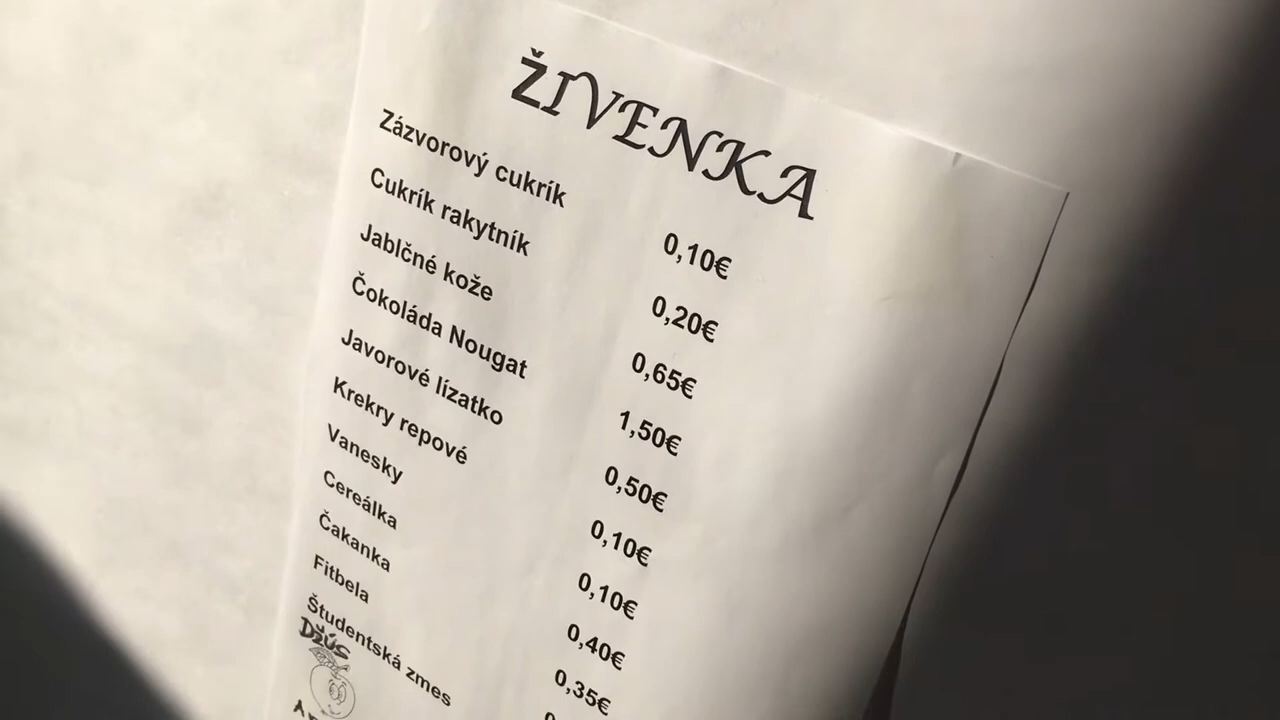 ŽIVENKA
Zázvorový cukrík 0,10€
Cukrík rakytník 0,20€
Jablčné kože 0,65€
Čokoláda Nougat 1,50€
Javorové lízatko 0,50€
Krekry repové 0,10€
Vanesky 0,10€
Cereálka 0,40€
Čakanka 0,35€
Fitbela
Študentská zmes
DŽÚS